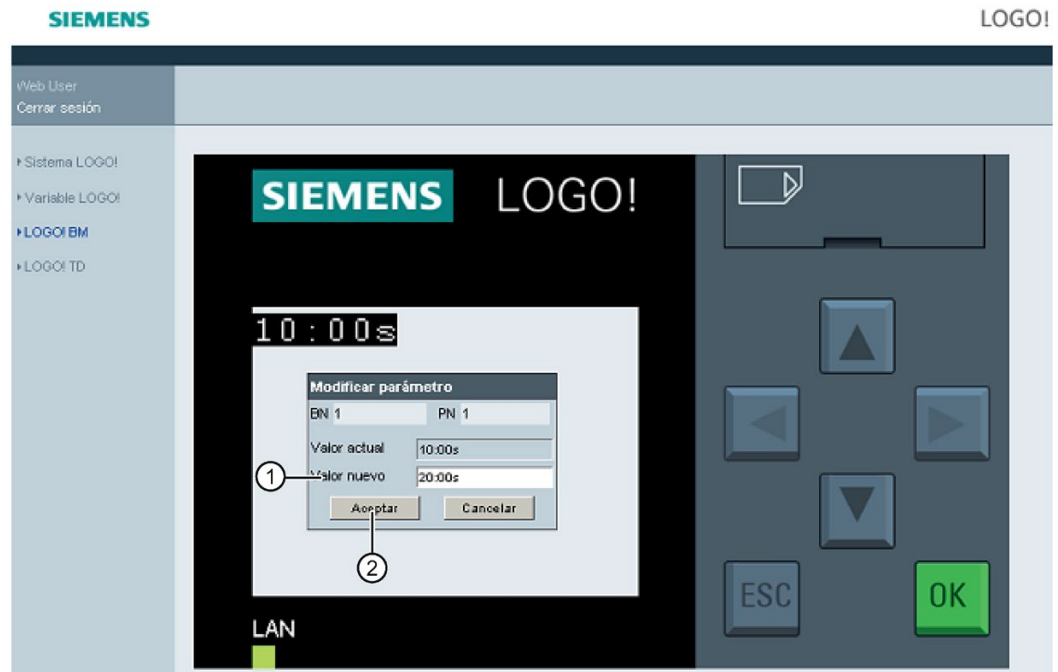 SIEMENS
LOGO!
Web User
Cerrar sesión
Sistema LOGO!
Variable LOGO!
LOGO! BM
LOGO! TD
SIEMENS LOGO!
10:00s
Modificar parámetro
BN 1 PN 1
Valor actual 10:00s
1 Valor nuevo 20:00s
Aceptar Cancelar
2
ESC OK
LAN